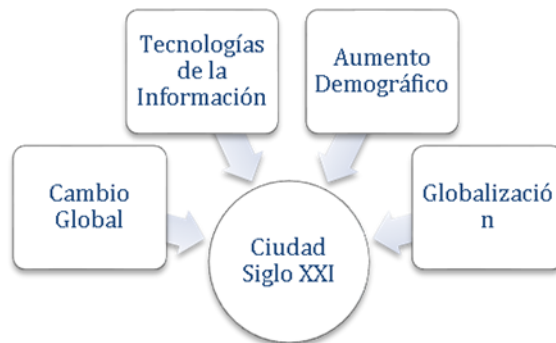 Tecnologías
de la
Información
Aumento
Demográfico
Cambio
Global
Globalizació
n
Ciudad
Siglo XXI